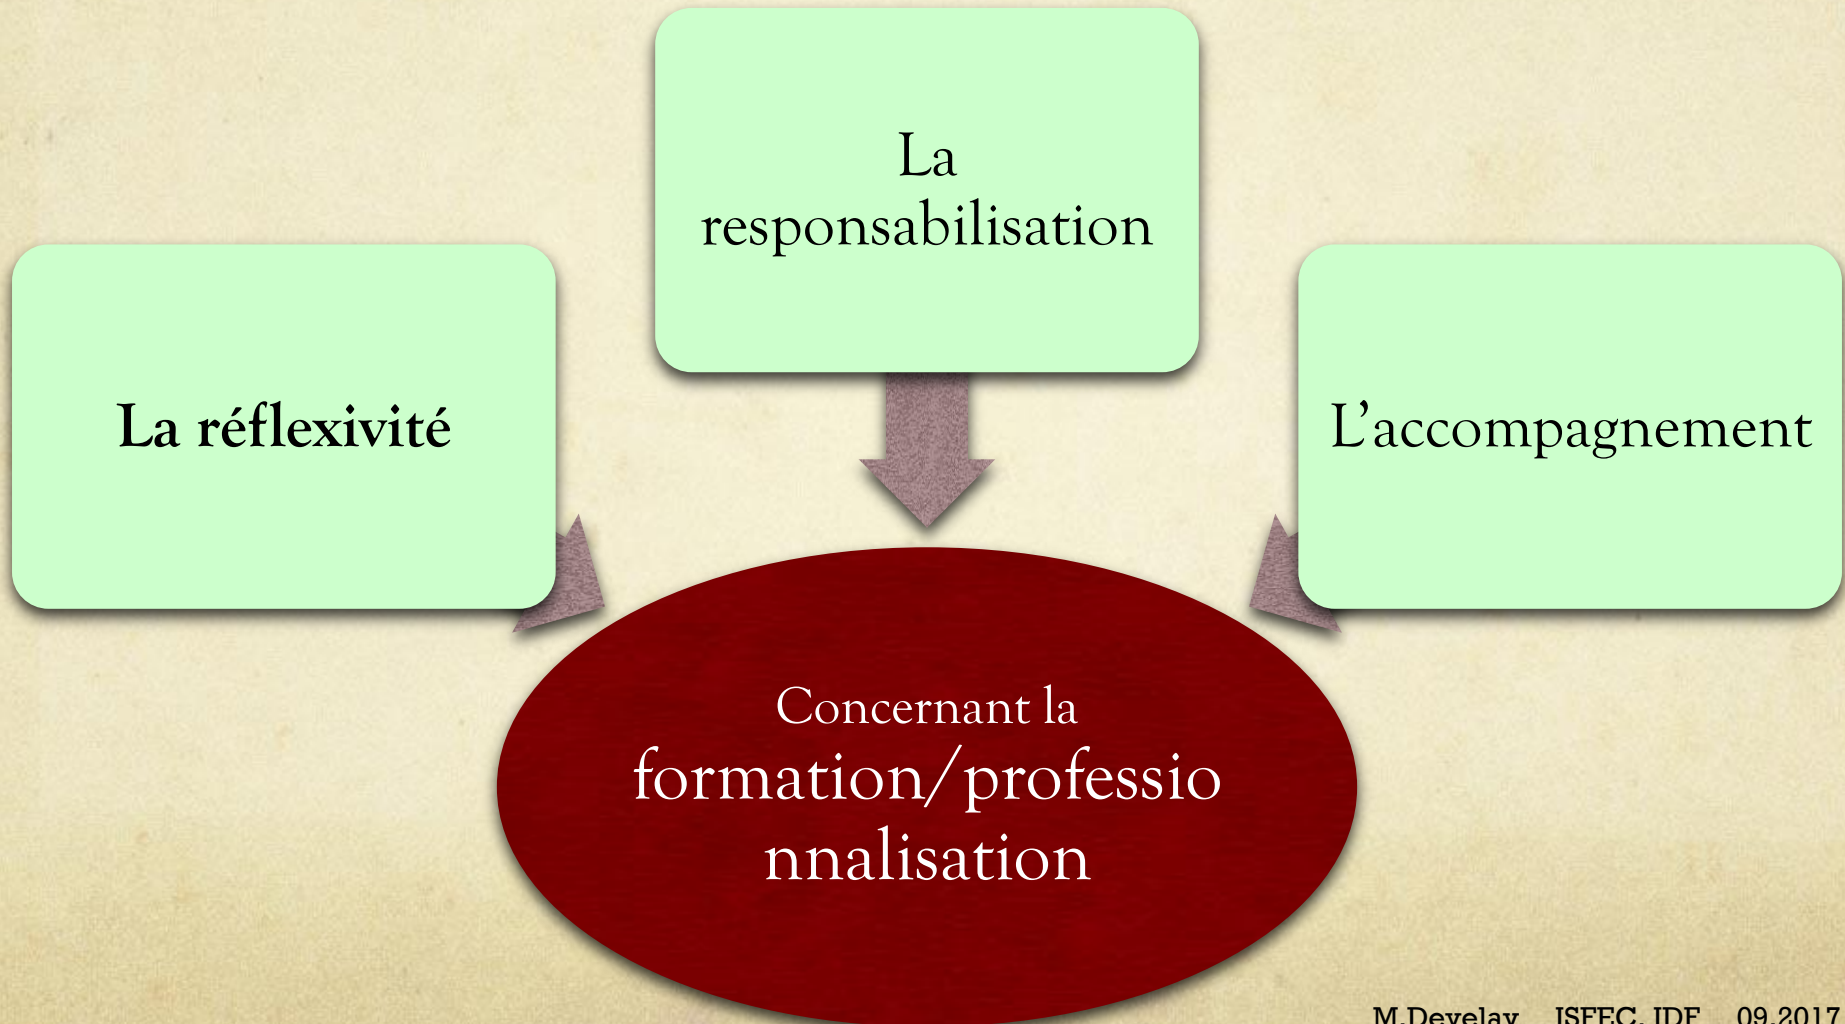 La
responsabilisation
La réflexivité
L’accompagnement
Concernant la
formation/professio
nnalisation
M.Develay ISFEC. IDF 09.2017